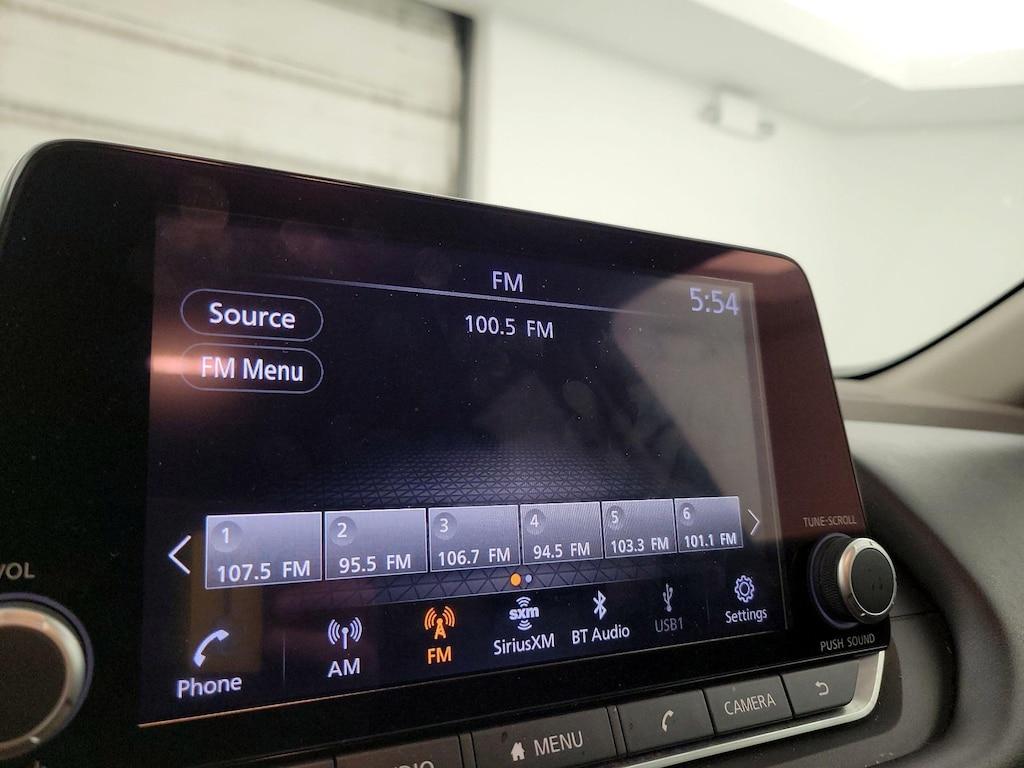 FM
5:54
Source
100.5 FM
FM Menu
1 2 3 4 5 6
107.5 FM 95.5 FM 106.7 FM 94.5 FM 103.3 FM 101.1 FM
TUNE·SCROLL
VOL
sxm
Phone AM FM SiriusXM BT Audio USB1 Settings
PUSH SOUND
MENU CAMERA